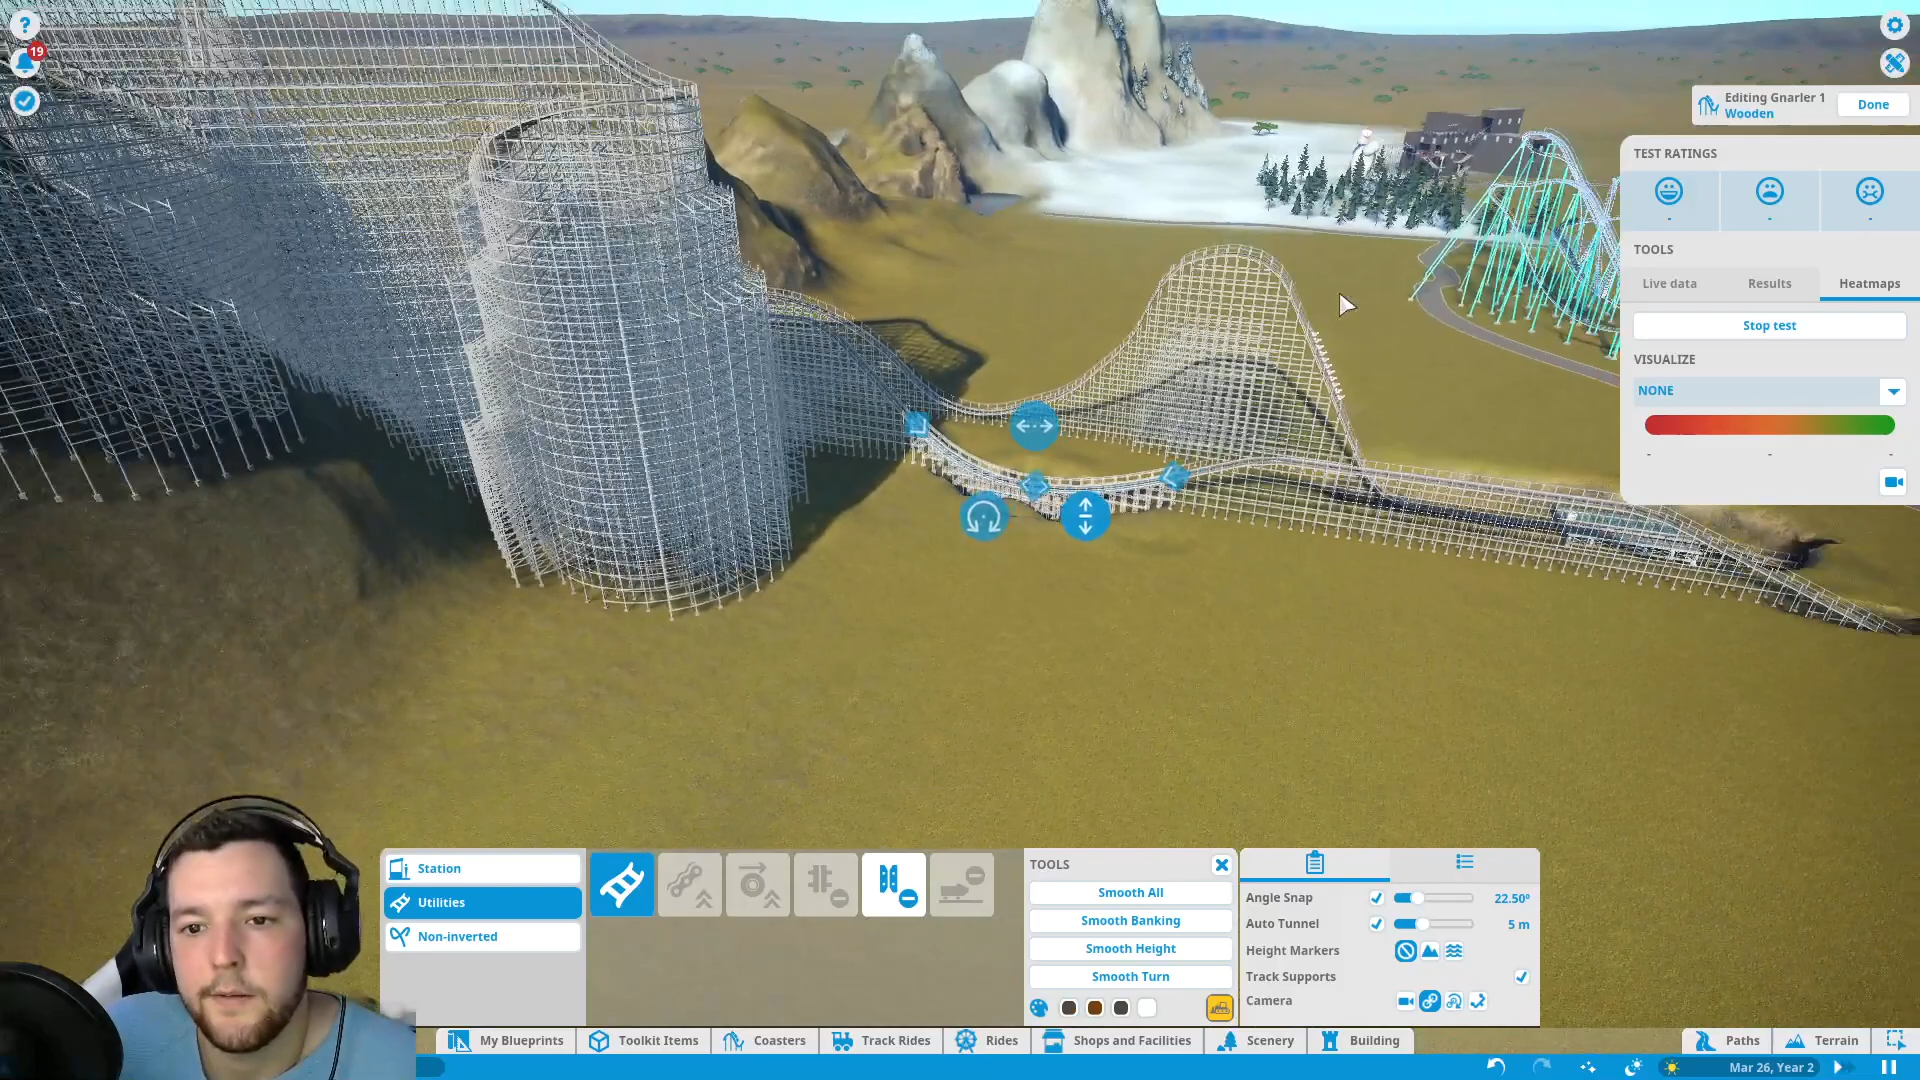 ?
19
Editing Gnarler 1
Wooden
Done
TEST RATINGS
- - -
TOOLS
Live data Results Heatmaps
Stop test
VISUALIZE
NONE
- - -
Station
Utilities
Non-inverted
TOOLS
Smooth All
Smooth Banking
Smooth Height
Smooth Turn
Angle Snap 22.50º
Auto Tunnel 5 m
Height Markers
Track Supports
Camera
My Blueprints Toolkit Items Coasters Track Rides Rides Shops and Facilities Scenery Building Paths Terrain
Mar 26, Year 2